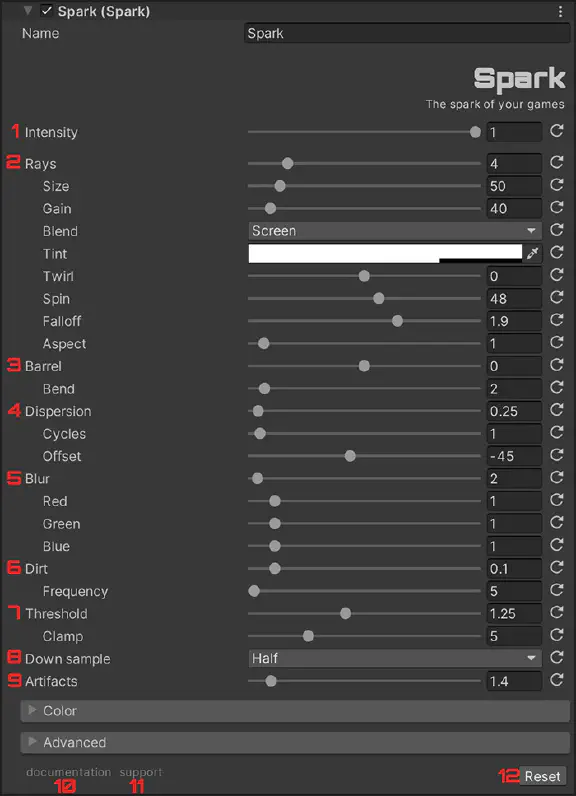 Spark (Spark)
Name Spark
Spark
The spark of your games
1 Intensity 1
2 Rays 4
Size 50
Gain 40
Blend Screen
Tint
Twirl 0
Spin 48
Falloff 1.9
Aspect 1
3 Barrel 0
Bend 2
4 Dispersion 0.25
Cycles 1
Offset -45
5 Blur 2
Red 1
Green 1
Blue 1
6 Dirt 0.1
Frequency 5
7 Threshold 1.25
Clamp 5
8 Down sample Half
9 Artifacts 1.4
Color
Advanced
documentation support
10 11 12 Reset